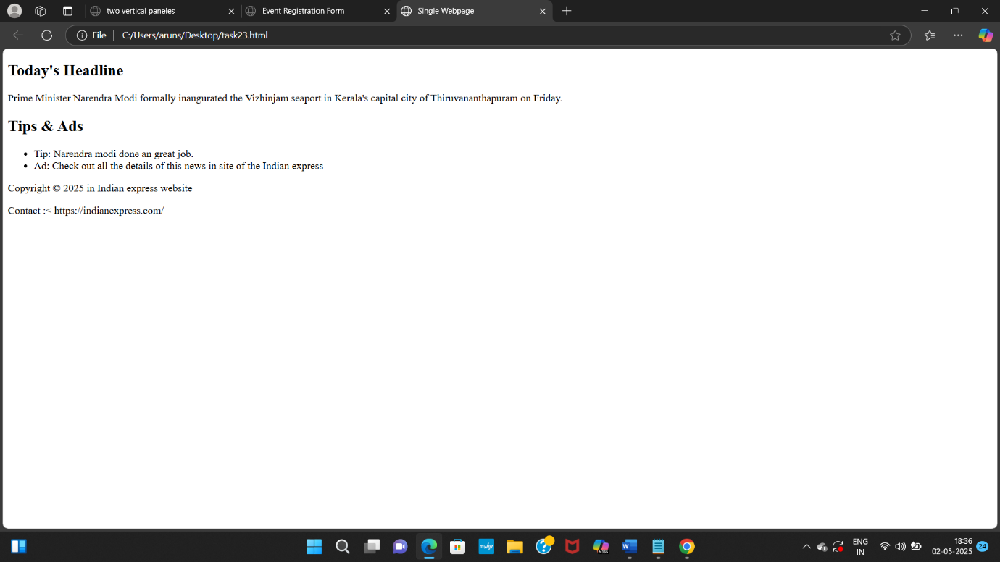 two vertical paneles
Event Registration Form
Single Webpage
File
C:/Users/aruns/Desktop/task23.html
Today's Headline
Prime Minister Narendra Modi formally inaugurated the Vizhinjam seaport in Kerala's capital city of Thiruvananthapuram on Friday.
Tips & Ads
• Tip: Narendra modi done an great job.
• Ad: Check out all the details of this news in site of the Indian express
Copyright © 2025 in Indian express website
Contact :< https://indianexpress.com/
myhp
M365
W
ENG
IN
18:36
02-05-2025
24